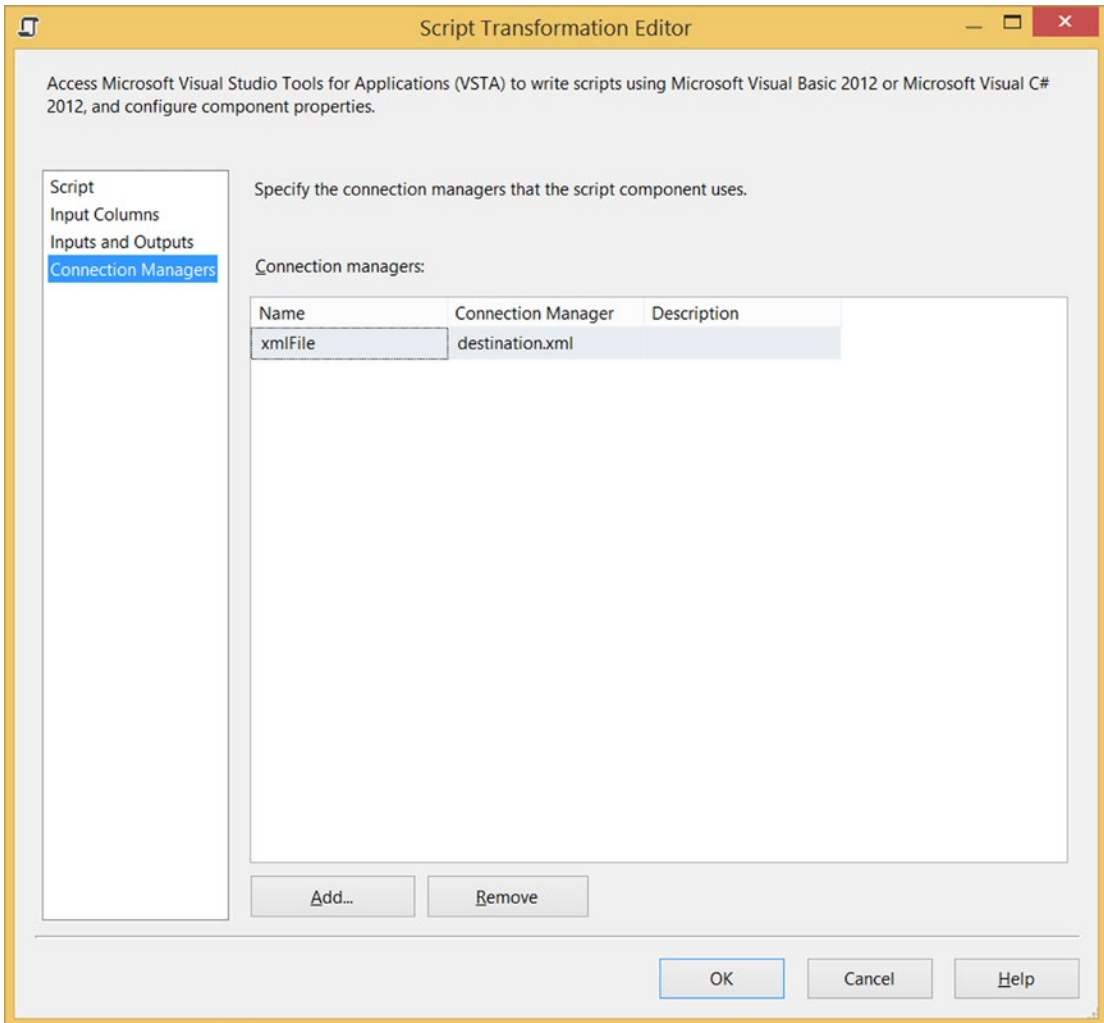 Script Transformation Editor
Access Microsoft Visual Studio Tools for Applications (VSTA) to write scripts using Microsoft Visual Basic 2012 or Microsoft Visual C#
2012, and configure component properties.
Script
Input Columns
Inputs and Outputs
Connection Managers
Specify the connection managers that the script component uses.
Connection managers:
Name Connection Manager Description
xmlFile destination.xml
Add... Remove
OK Cancel Help